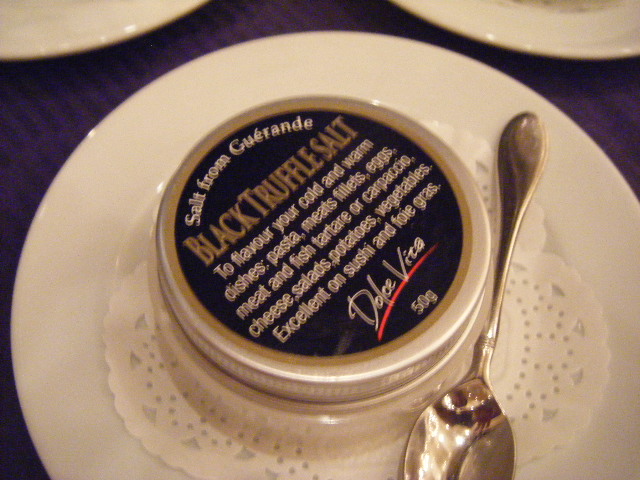 Salt from Guérande
BLACK TRUFFLE SALT
To flavour your cold and warm
dishes: pasta, meats fillets, eggs,
meat and fish tartare or carpaccio,
cheese,salads,potatoes,vegetables.
Excellent on sushi and foie gras.
Dolce Vita
50g